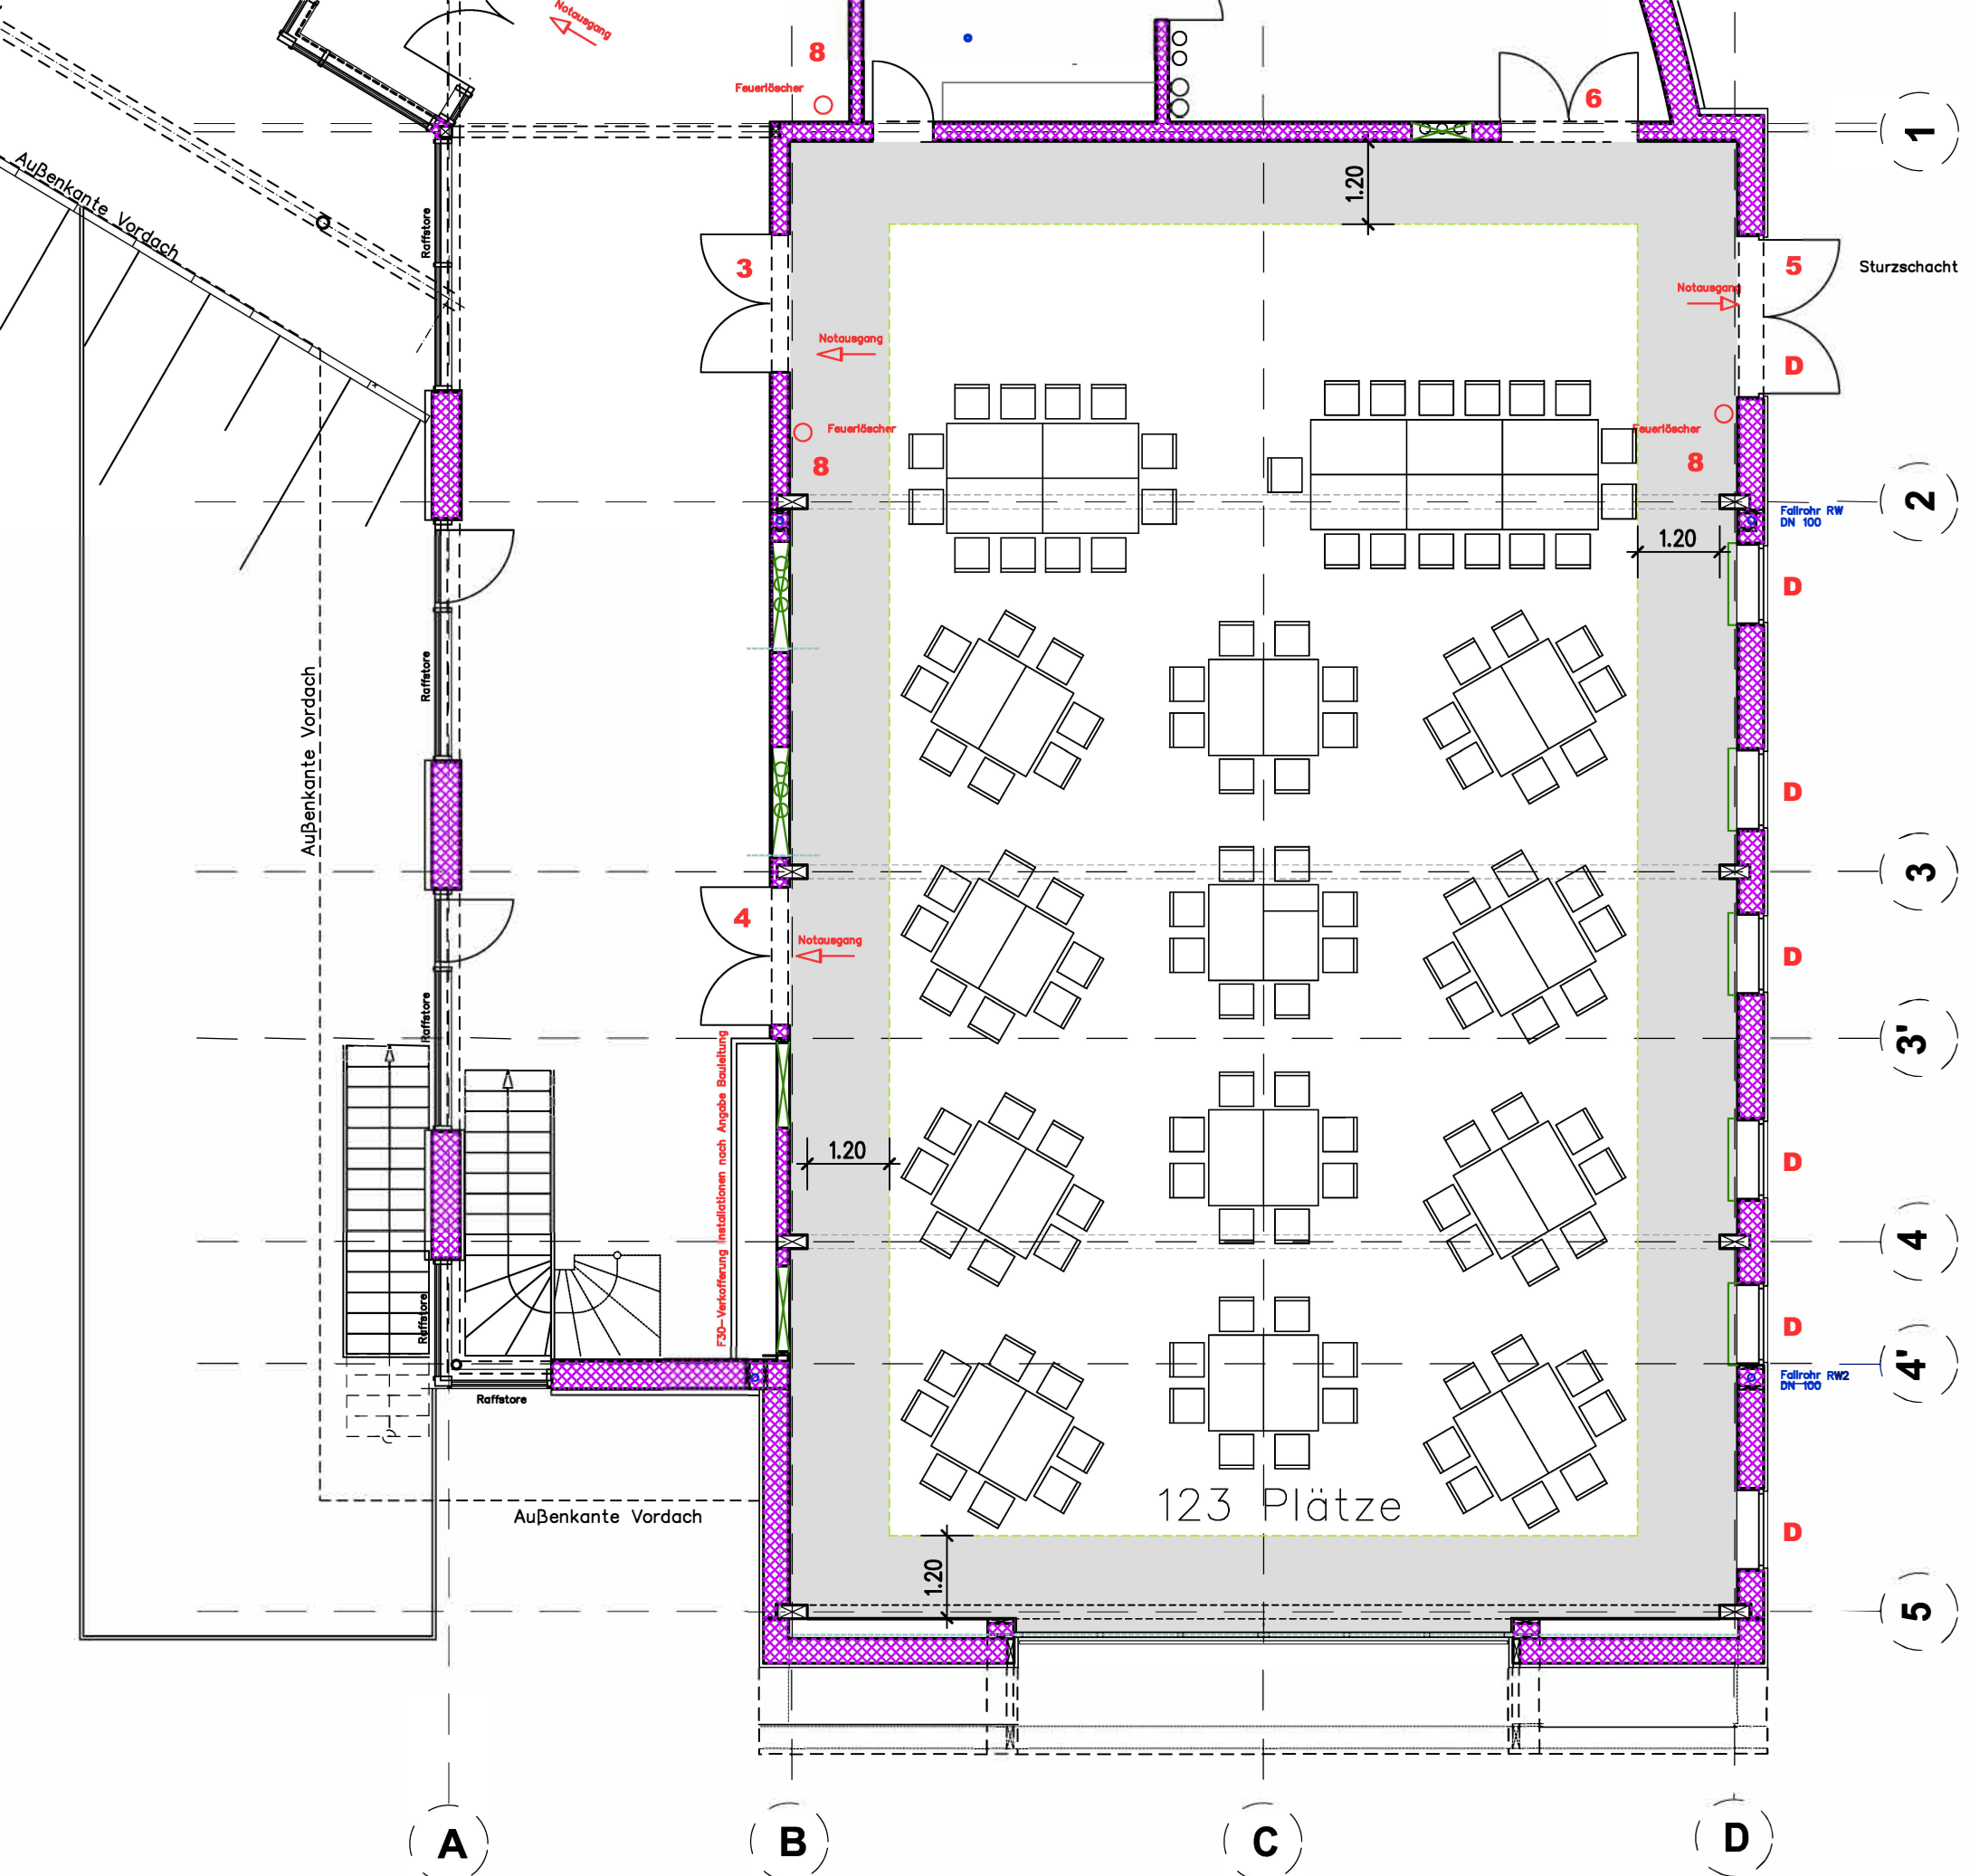 Notausgang
8
Feuerlöscher
6
1
Außenkante Vordach
Raffstore
1.20
3
5
Sturzschacht
Notausgang
Notausgang
D
Feuerlöscher
8
Feuerlöscher
8
2
Fallrohr RW
DN 100
1.20
D
Raffstore
Außenkante Vordach
D
3
4
Notausgang
D
Raffstore
3'
F30-Verkofferung Installationen nach Angabe Bauleitung
1.20
D
4
Raffstore
D
4'
Fallrohr RW2
DN 100
Raffstore
123 Plätze
Außenkante Vordach
D
1.20
5
A
B
C
D